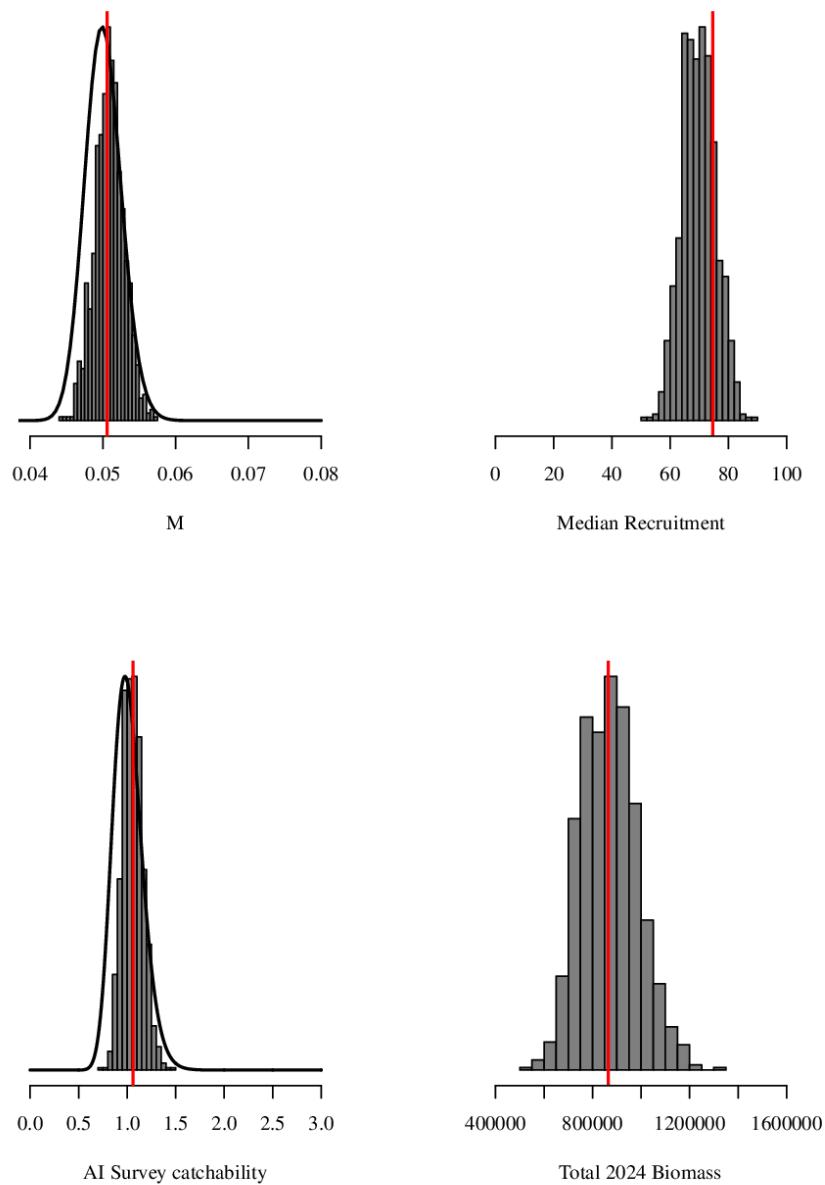 0.04 0.05 0.06 0.07 0.08
M
0 20 40 60 80 100
Median Recruitment
0.0 0.5 1.0 1.5 2.0 2.5 3.0
AI Survey catchability
400000 800000 1200000 1600000
Total 2024 Biomass